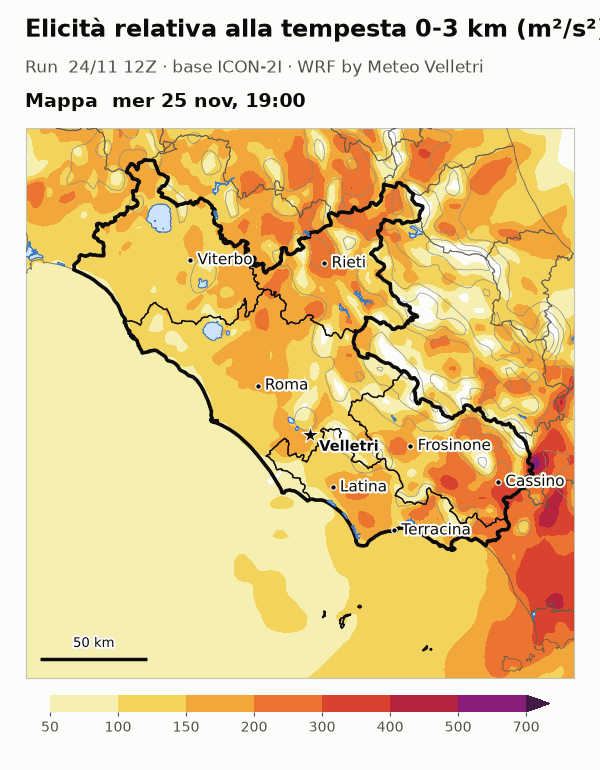 Elicità relativa alla tempesta 0-3 km (m²/s²)
Run 24/11 12Z · base ICON-2I · WRF by Meteo Velletri
Mappa mer 25 nov, 19:00
Viterbo
Rieti
Roma
Velletri
Frosinone
Cassino
Latina
Terracina
50 km
50 100 150 200 300 400 500 700